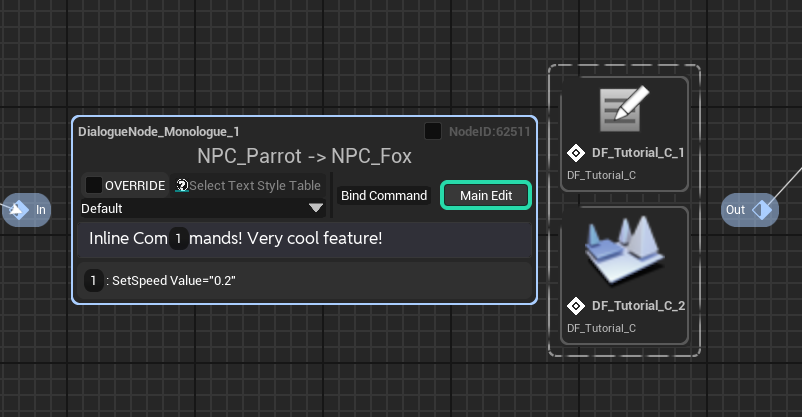 DialogueNode_Monologue_1
NodeID:62511
NPC_Parrot -> NPC_Fox
OVERRIDE
Select Text Style Table
Default
Bind Command
Main Edit
Inline Com 1 mands! Very cool feature!
1 : SetSpeed Value="0.2"
In
DF_Tutorial_C_1
DF_Tutorial_C
DF_Tutorial_C_2
DF_Tutorial_C
Out